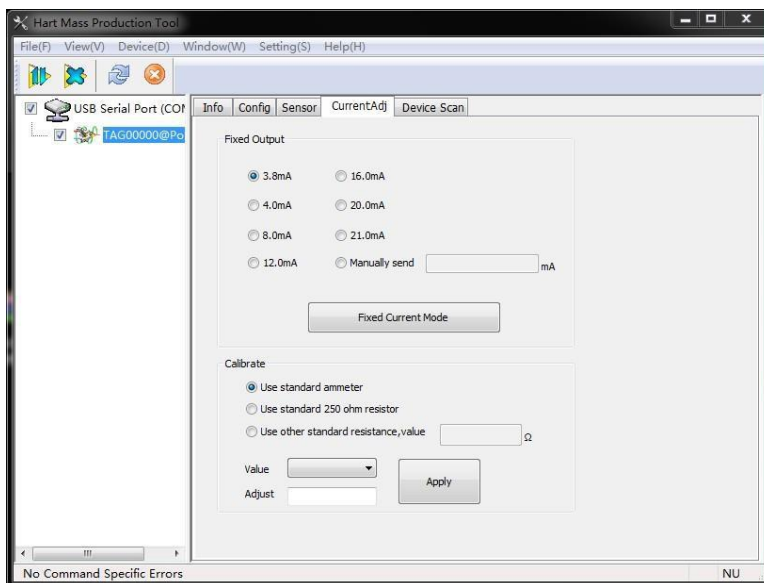 Hart Mass Production Tool
File(F) View(V) Device(D) Window(W) Setting(S) Help(H)
USB Serial Port (COM
TAG00000@Po
Info Config Sensor CurrentAdj Device Scan
Fixed Output
3.8mA 16.0mA
4.0mA 20.0mA
8.0mA 21.0mA
12.0mA Manually send mA
Fixed Current Mode
Calibrate
Use standard ammeter
Use standard 250 ohm resistor
Use other standard resistance,value Ω
Value
Adjust
Apply
No Command Specific Errors NU